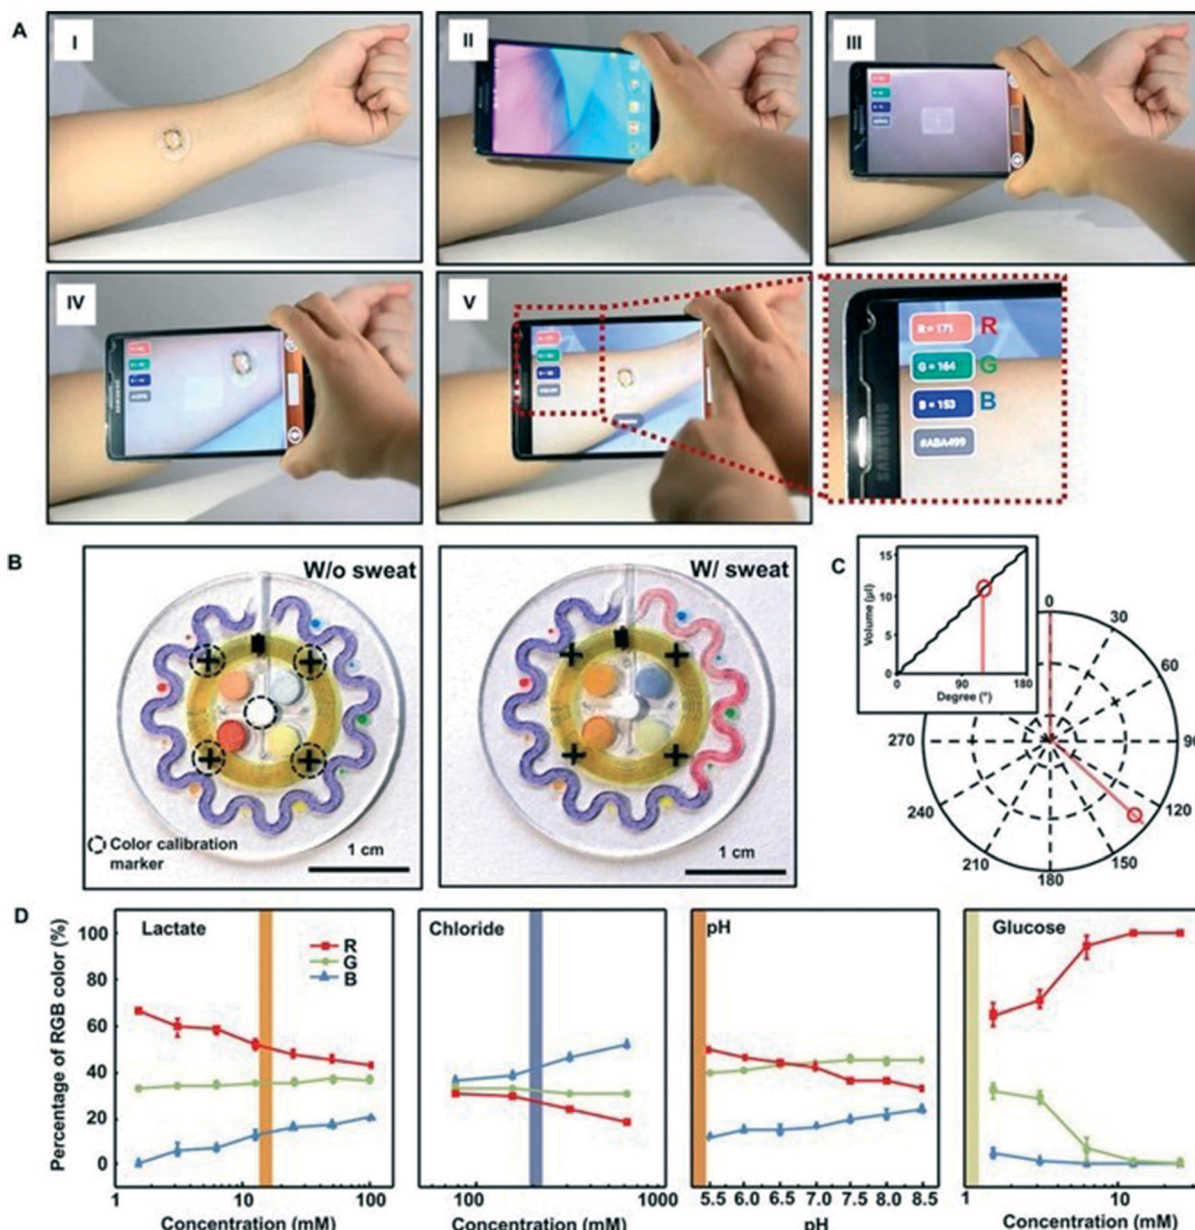 A
I
II
III
IV
V
R = 171
R
G = 164
G
B = 153
B
#ABA499
SAMSUNG
B
W/o sweat
Color calibration
marker
1 cm
W/ sweat
1 cm
C
Volume (µl)
15
10
5
0
0
90
180
Degree (°)
0
30
60
90
120
150
180
210
240
270
D
Percentage of RGB color (%)
100
80
60
40
20
0
Lactate
R
G
B
1
10
100
Concentration (mM)
Chloride
100
1000
Concentration (mM)
pH
5.5 6.0 6.5 7.0 7.5 8.0 8.5
pH
Glucose
1
10
Concentration (mM)